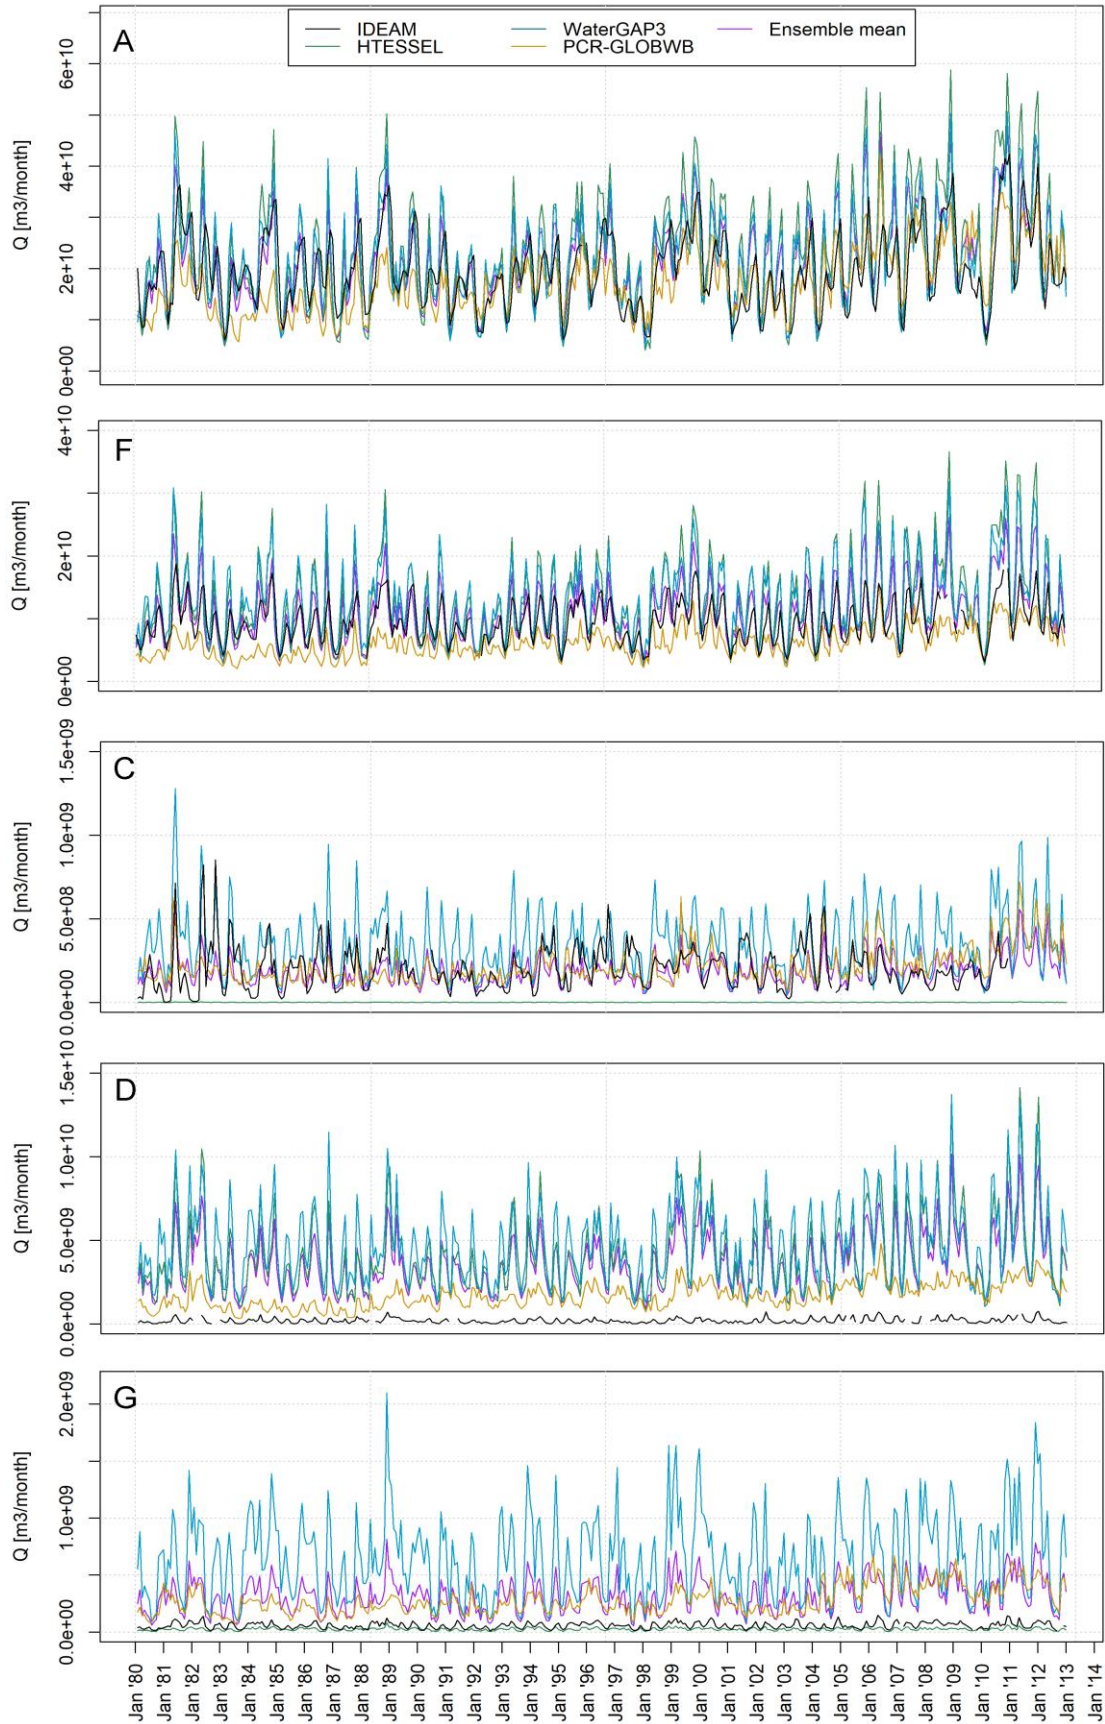 A
IDEAM WaterGAP3 Ensemble mean
HTESSEL PCR-GLOBWB
Q [m3/month]
0e+00 2e+10 4e+10 6e+10
F
Q [m3/month]
0e+00 2e+10 4e+10
C
Q [m3/month]
0.0e+00 5.0e+08 1.0e+09 1.5e+09
D
Q [m3/month]
0.0e+00 5.0e+09 1.0e+10 1.5e+10
G
Q [m3/month]
0.0e+00 1.0e+09 2.0e+09
Jan '80 Jan '81 Jan '82 Jan '83 Jan '84 Jan '85 Jan '86 Jan '87 Jan '88 Jan '89 Jan '90 Jan '91 Jan '92 Jan '93 Jan '94 Jan '95 Jan '96 Jan '97 Jan '98 Jan '99 Jan '00 Jan '01 Jan '02 Jan '03 Jan '04 Jan '05 Jan '06 Jan '07 Jan '08 Jan '09 Jan '10 Jan '11 Jan '12 Jan '13 Jan '14